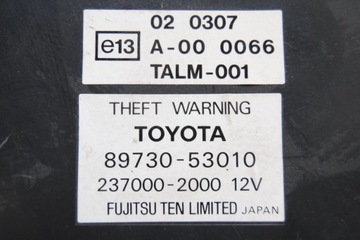 02 0307
e13 A-00 0066
TALM-001
THEFT WARNING
TOYOTA
89730-53010
237000-2000 12V
FUJITSU TEN LIMITED JAPAN